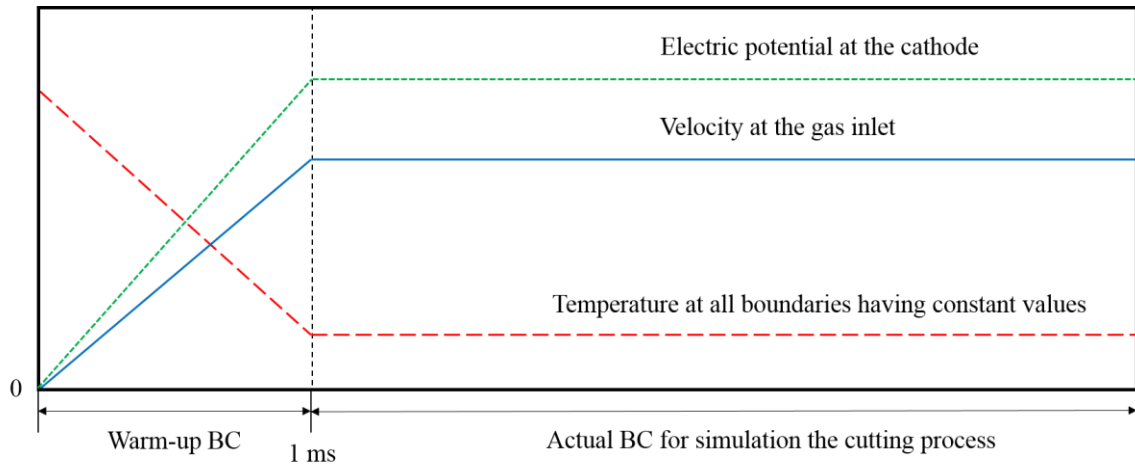 Electric potential at the cathode
Velocity at the gas inlet
Temperature at all boundaries having constant values
0
Warm-up BC
1 ms
Actual BC for simulation the cutting process